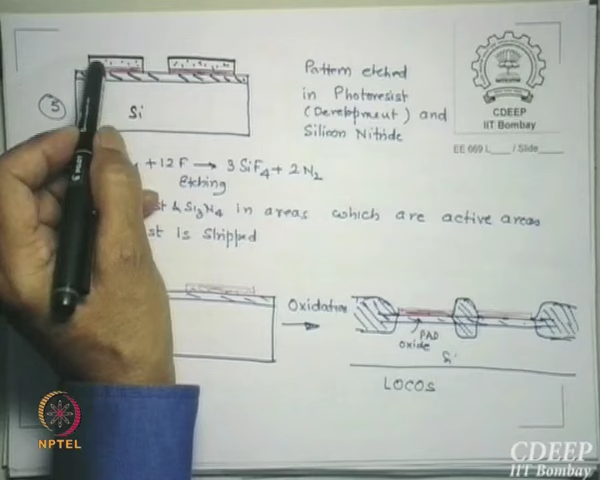 5
Si
Pattern etched
in Photoresist
(Development) and
Silicon Nitride
CDEEP
IIT Bombay
EE 669 L___ / Slide___
+ 12 F → 3 SiF4 + 2 N2
Etching
st & Si3N4 in areas which are active areas
st is stripped
Oxidation
PAD
oxide
Si
LOCOS
NPTEL
CDEEP
IIT Bombay